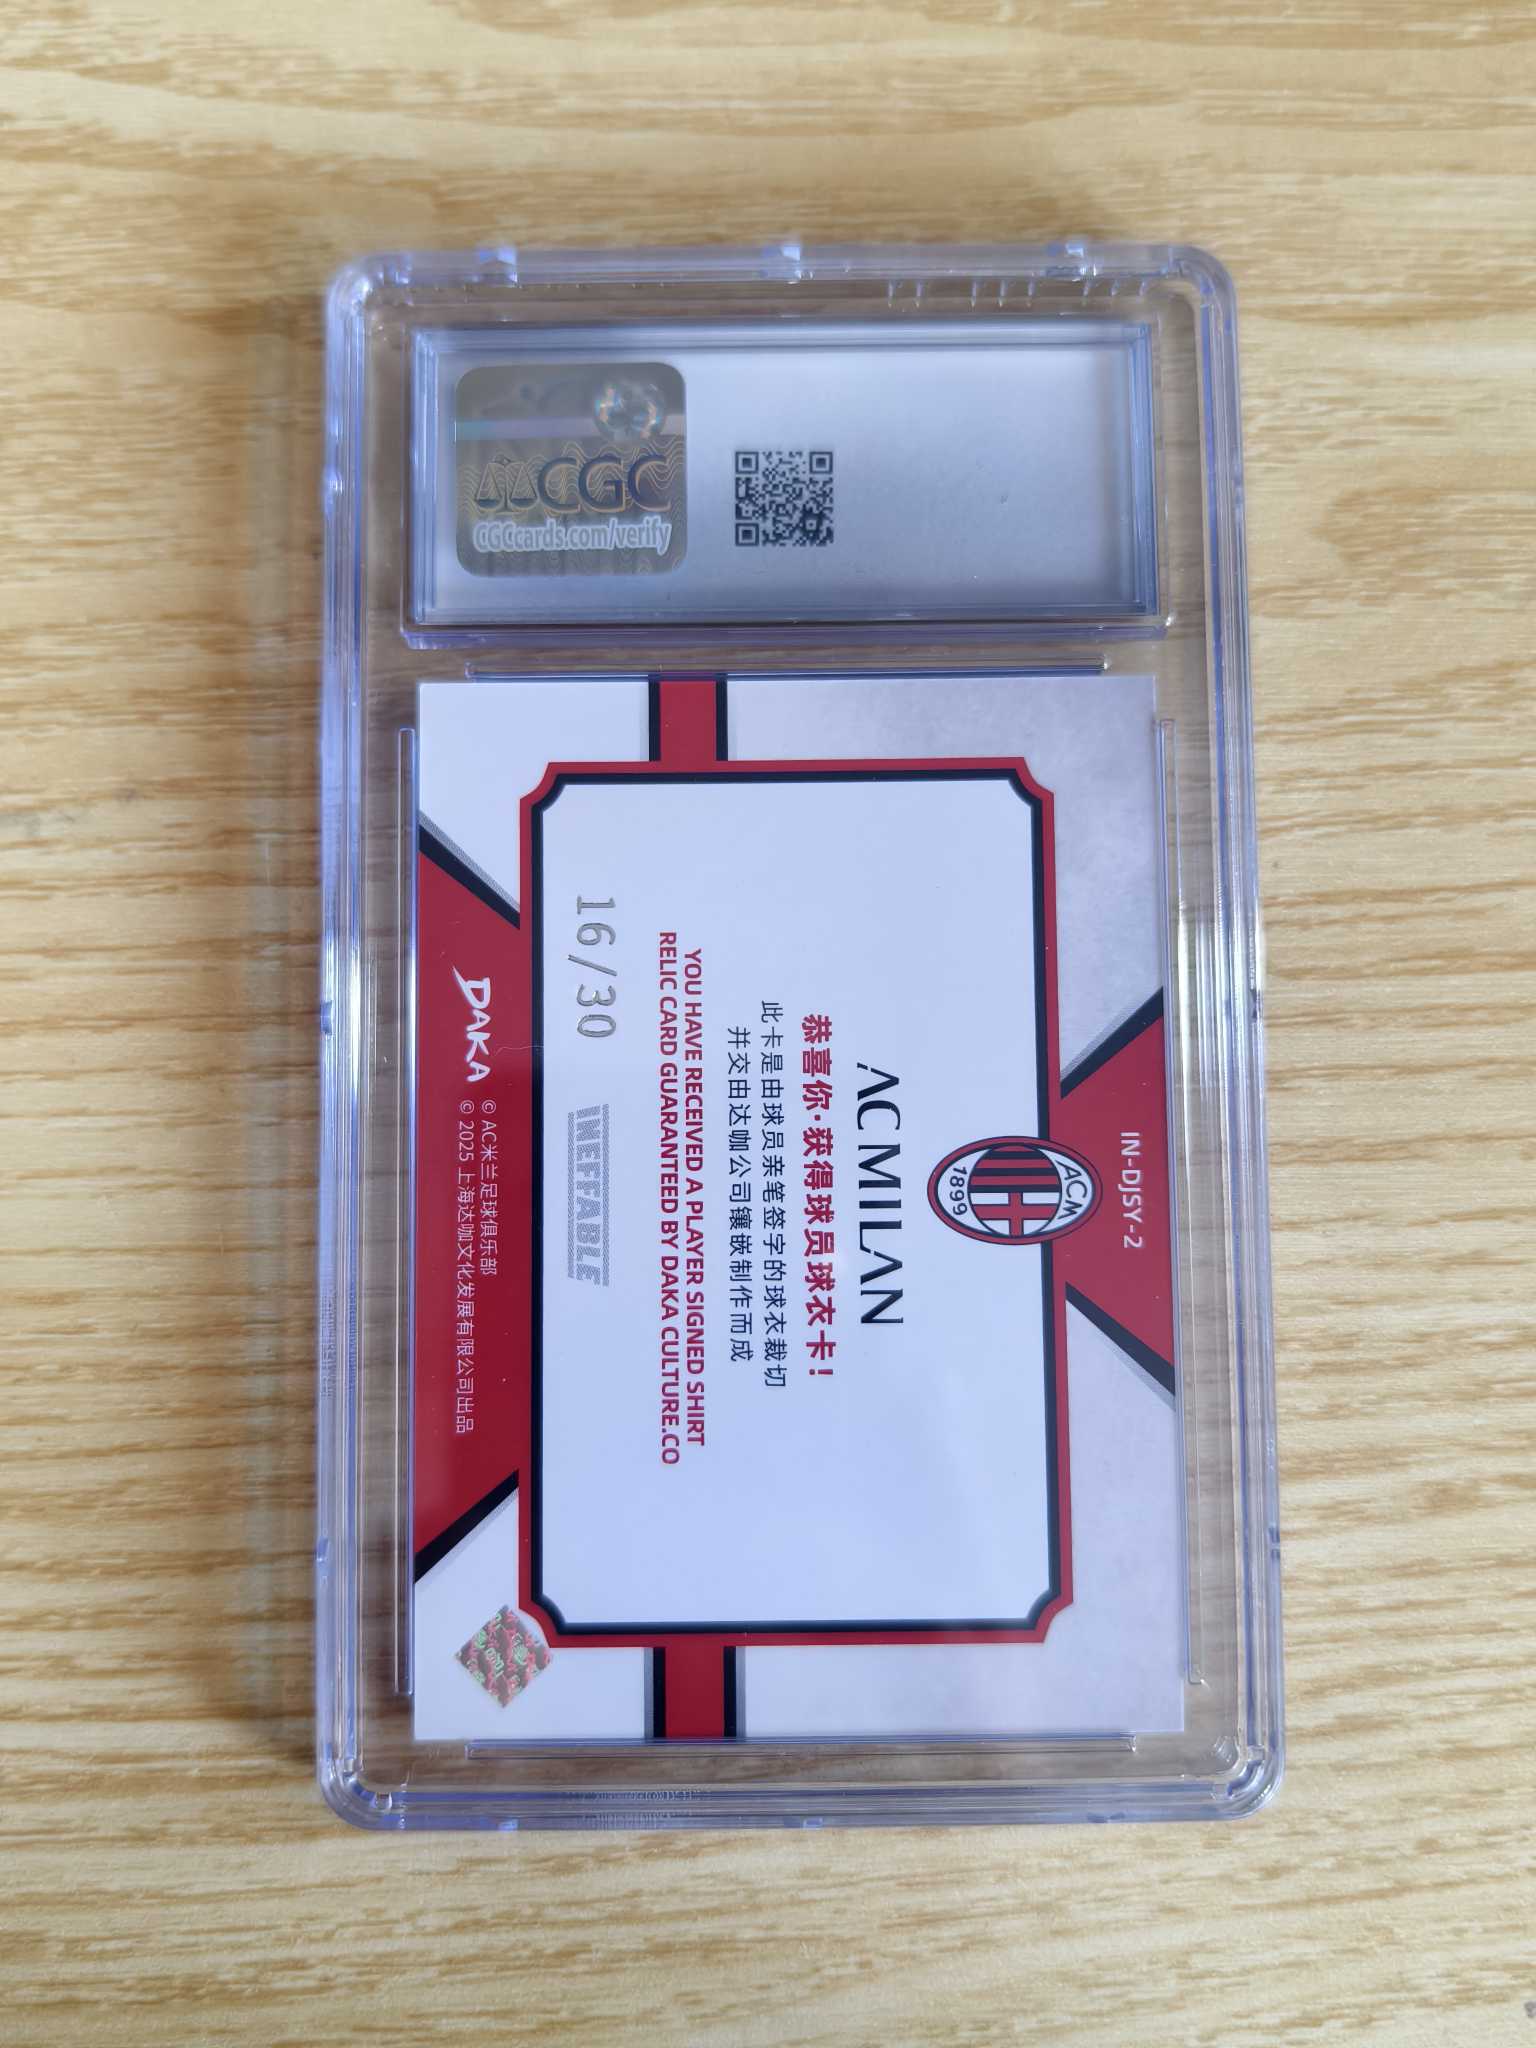 CGC
CGCcards.com/verify
IN-DJSY-2
ACM
1899
AC MILAN
恭喜你·获得球员球衣卡!
此卡是由球员亲笔签字的球衣裁切
并交由达咖公司镶嵌制作而成
YOU HAVE RECEIVED A PLAYER SIGNED SHIRT
RELIC CARD GUARANTEED BY DAKA CULTURE.CO
16/30
INEFFABLE
DAKA
© AC米兰足球俱乐部
© 2025 上海达咖文化发展有限公司出品